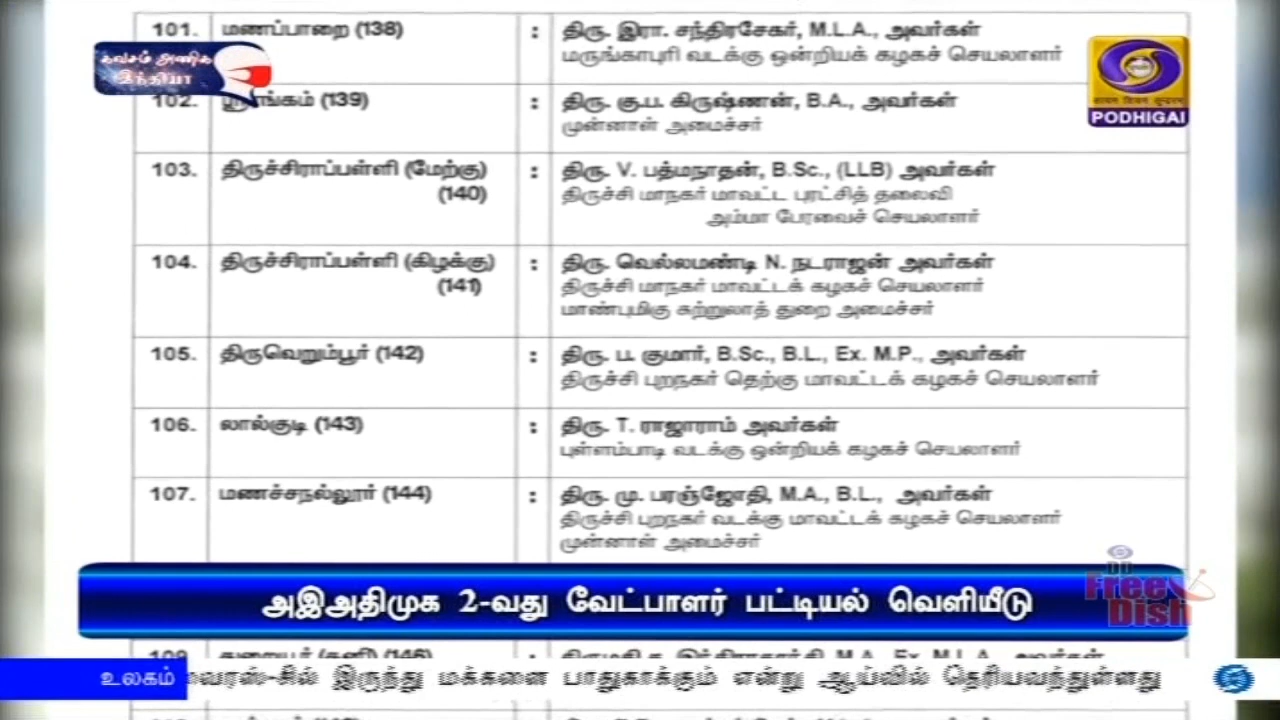 101. மணப்பாறை (138) : திரு. இரா. சந்திரசேகர், M.L.A., அவர்கள்
மருங்காபுரி வடக்கு ஒன்றியக் கழகச் செயலாளர்
கவசம் அணிக
இந்தியா
PODHIGAI
102. (139) : திரு. கு.ப. கிருஷ்ணன், B.A., அவர்கள்
முன்னாள் அமைச்சர்
103. திருச்சிராப்பள்ளி (மேற்கு) : திரு. V. பத்மநாதன், B.Sc., (LLB) அவர்கள்
(140) திருச்சி மாநகர் மாவட்ட புரட்சித் தலைவி
அம்மா பேரவைச் செயலாளர்
104. திருச்சிராப்பள்ளி (கிழக்கு) : திரு. வெல்லமண்டி N. நடராஜன் அவர்கள்
(141) திருச்சி மாநகர் மாவட்டக் கழகச் செயலாளர்
மாண்புமிகு சுற்றுலாத் துறை அமைச்சர்
105. திருவெறும்பூர் (142) : திரு. ப. குமார், B.Sc., B.L., Ex. M.P., அவர்கள்
திருச்சி புறநகர் தெற்கு மாவட்டக் கழகச் செயலாளர்
106. லால்குடி (143) : திரு. T. ராஜாராம் அவர்கள்
புள்ளம்பாடி வடக்கு ஒன்றியக் கழகச் செயலாளர்
107. மணச்சநல்லூர் (144) : திரு. மு. பரஞ்ஜோதி, M.A., B.L., அவர்கள்
திருச்சி புறநகர் வடக்கு மாவட்டக் கழகச் செயலாளர்
முன்னாள் அமைச்சர்
அஇஅதிமுக 2-வது வேட்பாளர் பட்டியல் வெளியீடு
DD
Free
Dish
உலகம் வைரஸ்-சில் இருந்து மக்களை பாதுகாக்கும் என்று ஆய்வில் தெரியவந்துள்ளது